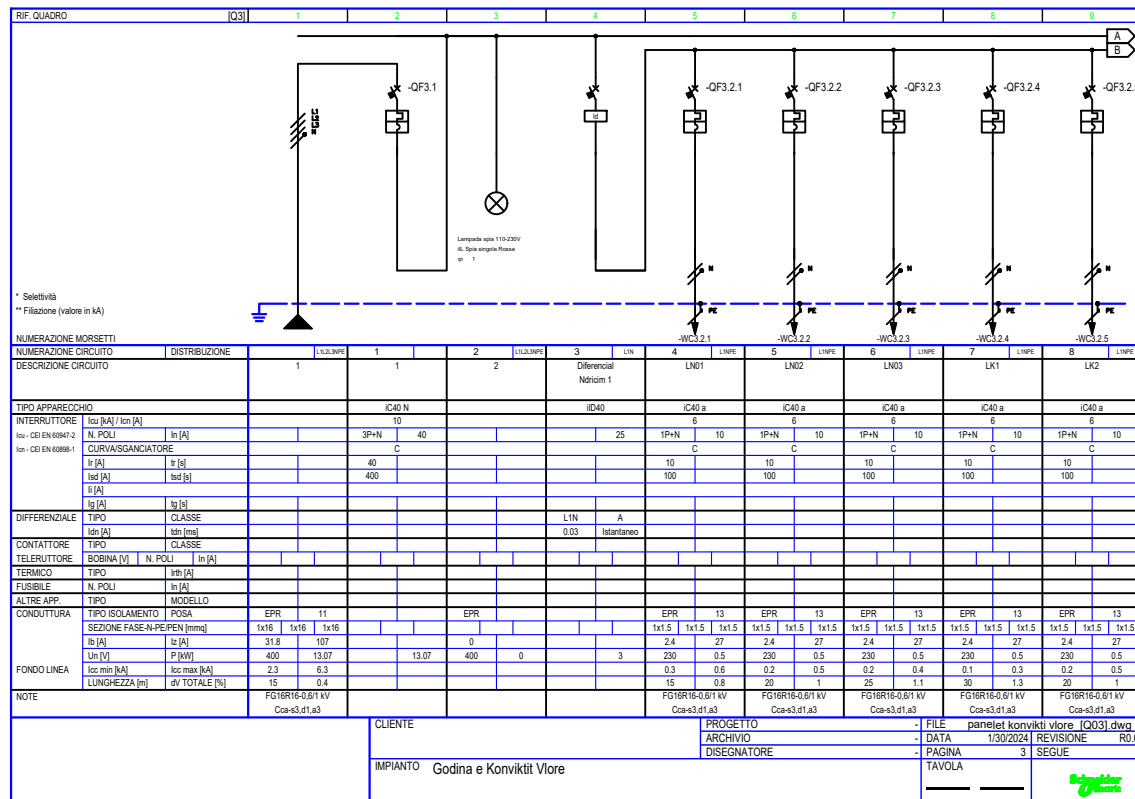 RIF. QUADRO [Q3] 1 2 3 4 5 6 7 8 9
A
B
-QF3.1 -QF3.2.1 -QF3.2.2 -QF3.2.3 -QF3.2.4 -QF3.2.5
Id
Lampada spia 110-230V
iIL Spia singola Rossa
qt 1
N N N N N
* Selettività
** Filiazione (valore in kA)
PE PE PE PE PE
NUMERAZIONE MORSETTI -WC3.2.1 -WC3.2.2 -WC3.2.3 -WC3.2.4 -WC3.2.5
NUMERAZIONE CIRCUITO DISTRIBUZIONE L1L2L3NPE 1 2 L1L2L3NPE 3 L1N 4 L1NPE 5 L1NPE 6 L1NPE 7 L1NPE 8 L1NPE
DESCRIZIONE CIRCUITO 1 1 2 Diferencial LN01 LN02 LN03 LK1 LK2
Ndricim 1
TIPO APPARECCHIO iC40 N iID40 iC40 a iC40 a iC40 a iC40 a iC40 a
INTERRUTTORE Icu [kA] / Icn [A] 10 6 6 6 6 6
Icu - CEI EN 60947-2 N. POLI In [A] 3P+N 40 25 1P+N 10 1P+N 10 1P+N 10 1P+N 10 1P+N 10
Icn - CEI EN 60898-1 CURVA/SGANCIATORE C C C C C C
Ir [A] tr [s] 40 10 10 10 10 10
Isd [A] tsd [s] 400 100 100 100 100 100
Ii [A]
Ig [A] tg [s]
DIFFERENZIALE TIPO CLASSE L1N A
Idn [A] tdn [ms] 0.03 Istantaneo
CONTATTORE TIPO CLASSE
TELERUTTORE BOBINA [V] N. POLI In [A]
TERMICO TIPO Irth [A]
FUSIBILE N. POLI In [A]
ALTRE APP. TIPO MODELLO
CONDUTTURA TIPO ISOLAMENTO POSA EPR 11 EPR EPR 13 EPR 13 EPR 13 EPR 13 EPR 13
SEZIONE FASE-N-PE/PEN [mmq] 1x16 1x16 1x16 1x1.5 1x1.5 1x1.5 1x1.5 1x1.5 1x1.5 1x1.5 1x1.5 1x1.5 1x1.5 1x1.5 1x1.5 1x1.5 1x1.5 1x1.5
Ib [A] Iz [A] 31.8 107 0 2.4 27 2.4 27 2.4 27 2.4 27 2.4 27
Un [V] P [kW] 400 13.07 13.07 400 0 3 230 0.5 230 0.5 230 0.5 230 0.5 230 0.5
FONDO LINEA Icc min [kA] Icc max [kA] 2.3 6.3 0.3 0.6 0.2 0.5 0.2 0.4 0.1 0.3 0.2 0.5
LUNGHEZZA [m] dV TOTALE [%] 15 0.4 15 0.8 20 1 25 1.1 30 1.3 20 1
NOTE FG16R16-0,6/1 kV FG16R16-0,6/1 kV FG16R16-0,6/1 kV FG16R16-0,6/1 kV FG16R16-0,6/1 kV FG16R16-0,6/1 kV
Cca-s3,d1,a3 Cca-s3,d1,a3 Cca-s3,d1,a3 Cca-s3,d1,a3 Cca-s3,d1,a3 Cca-s3,d1,a3
CLIENTE PROGETTO - FILE panelet konvikti vlore_[Q03].dwg
ARCHIVIO - DATA 1/30/2024 REVISIONE
DISEGNATORE - PAGINA 3 SEGUE
IMPIANTO Godina e Konviktit Vlore TAVOLA
Schneider
Electric